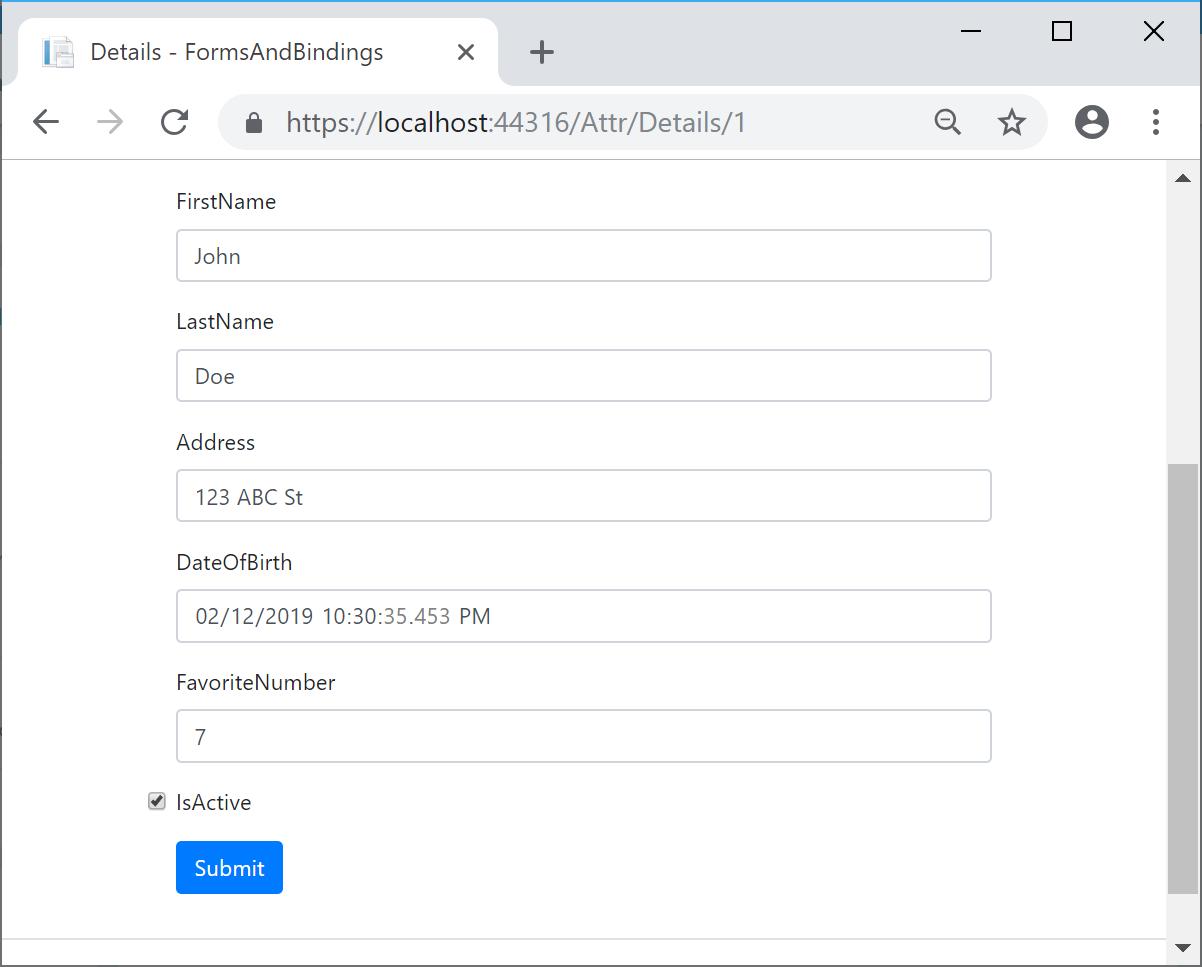 Details - FormsAndBindings
https://localhost:44316/Attr/Details/1
FirstName
John
LastName
Doe
Address
123 ABC St
DateOfBirth
02/12/2019 10:30:35.453 PM
FavoriteNumber
7
IsActive
Submit